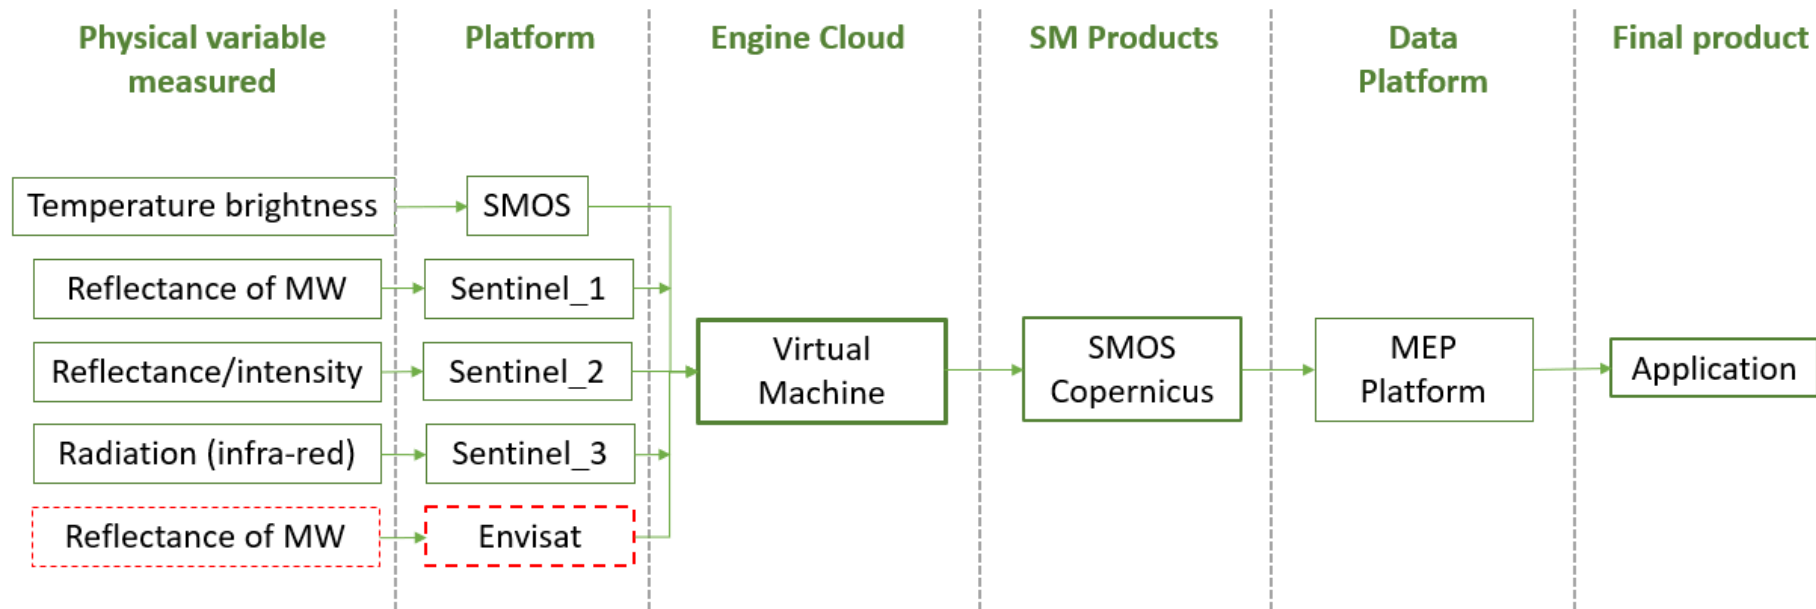 Physical variable
measured
Platform
Engine Cloud
SM Products
Data
Platform
Final product
Temperature brightness
SMOS
Reflectance of MW
Sentinel_1
Reflectance/intensity
Sentinel_2
Virtual
Machine
SMOS
Copernicus
MEP
Platform
Application
Radiation (infra-red)
Sentinel_3
Reflectance of MW
Envisat